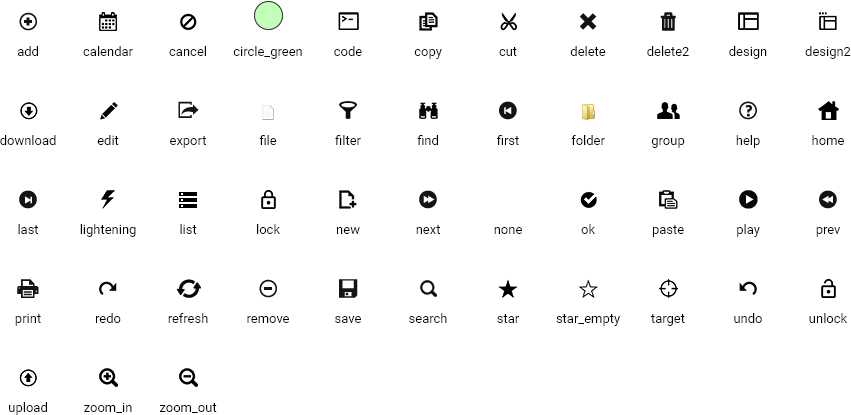 add calendar cancel circle_green code copy cut delete delete2 design design2
download edit export file filter find first folder group help home
last lightening list lock new next none ok paste play prev
print redo refresh remove save search star star_empty target undo unlock
upload zoom_in zoom_out